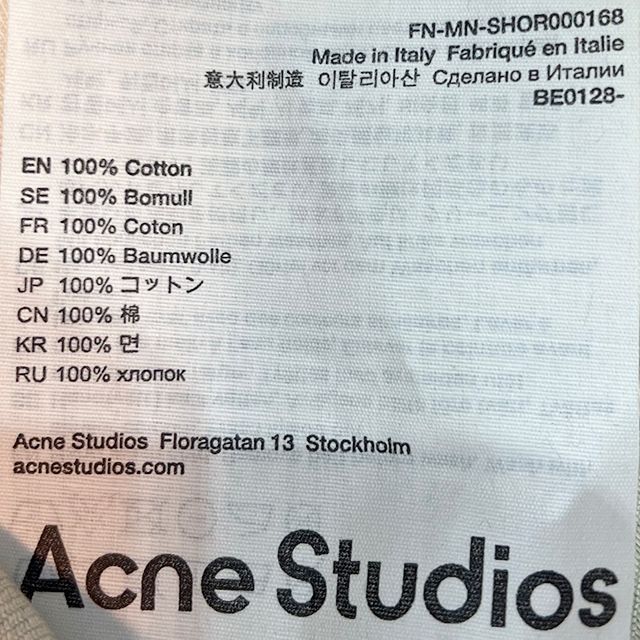 FN-MN-SHOR000168
Made in Italy Fabriqué en Italie
意大利制造 이탈리아산 Сделано в Италии
BE0128-
EN 100% Cotton
SE 100% Bomull
FR 100% Coton
DE 100% Baumwolle
JP 100% コットン
CN 100% 棉
KR 100% 면
RU 100% хлопок
Acne Studios Floragatan 13 Stockholm
acnestudios.com
Acne Studios